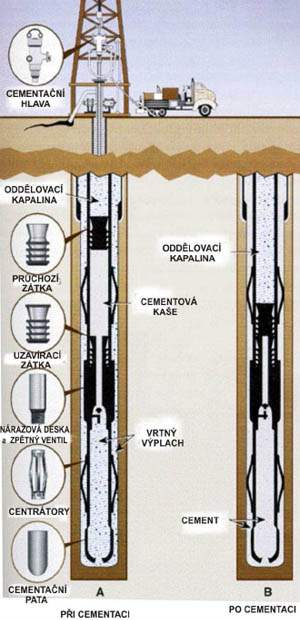 CEMENTAČNÍ
HLAVA
ODDĚLOVACÍ
KAPALINA
PRŮCHOZÍ
ZÁTKA
CEMENTOVÁ
KAŠE
UZAVÍRACÍ
ZÁTKA
NÁRAZOVÁ DESKA
a ZPĚTNÝ VENTIL
VRTNÝ
VÝPLACH
CENTRÁTORY
CEMENTAČNÍ
PATA
A
PŘI CEMENTACI
ODDĚLOVACÍ
KAPALINA
CEMENT
B
PO CEMENTACI